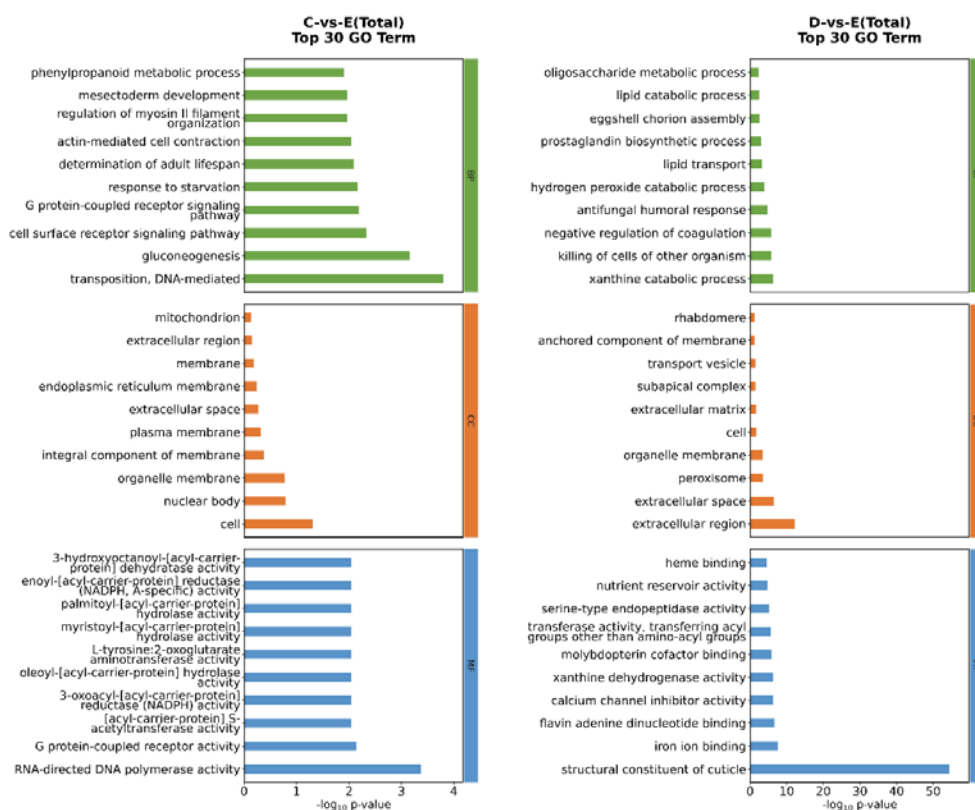 C-vs-E(Total)
Top 30 GO Term
phenylpropanoid metabolic process
mesectoderm development
regulation of myosin II filament
organization
actin-mediated cell contraction
determination of adult lifespan
response to starvation
G protein-coupled receptor signaling
pathway
cell surface receptor signaling pathway
gluconeogenesis
transposition, DNA-mediated
BP
mitochondrion
extracellular region
membrane
endoplasmic reticulum membrane
extracellular space
plasma membrane
integral component of membrane
organelle membrane
nuclear body
cell
CC
3-hydroxyoctanoyl-[acyl-carrier-
protein] dehydratase activity
enoyl-[acyl-carrier-protein] reductase
(NADPH, A-specific) activity
palmitoyl-[acyl-carrier-protein]
hydrolase activity
myristoyl-[acyl-carrier-protein]
hydrolase activity
L-tyrosine:2-oxoglutarate
aminotransferase activity
oleoyl-[acyl-carrier-protein] hydrolase
activity
3-oxoacyl-[acyl-carrier-protein]
reductase (NADPH) activity
[acyl-carrier-protein] S-
acetyltransferase activity
G protein-coupled receptor activity
RNA-directed DNA polymerase activity
MF
0 1 2 3 4
-log10 p-value
D-vs-E(Total)
Top 30 GO Term
oligosaccharide metabolic process
lipid catabolic process
eggshell chorion assembly
prostaglandin biosynthetic process
lipid transport
hydrogen peroxide catabolic process
antifungal humoral response
negative regulation of coagulation
killing of cells of other organism
xanthine catabolic process
rhabdomere
anchored component of membrane
transport vesicle
subapical complex
extracellular matrix
cell
organelle membrane
peroxisome
extracellular space
extracellular region
heme binding
nutrient reservoir activity
serine-type endopeptidase activity
transferase activity, transferring acyl
groups other than amino-acyl groups
molybdopterin cofactor binding
xanthine dehydrogenase activity
calcium channel inhibitor activity
flavin adenine dinucleotide binding
iron ion binding
structural constituent of cuticle
0 10 20 30 40 50
-log10 p-value